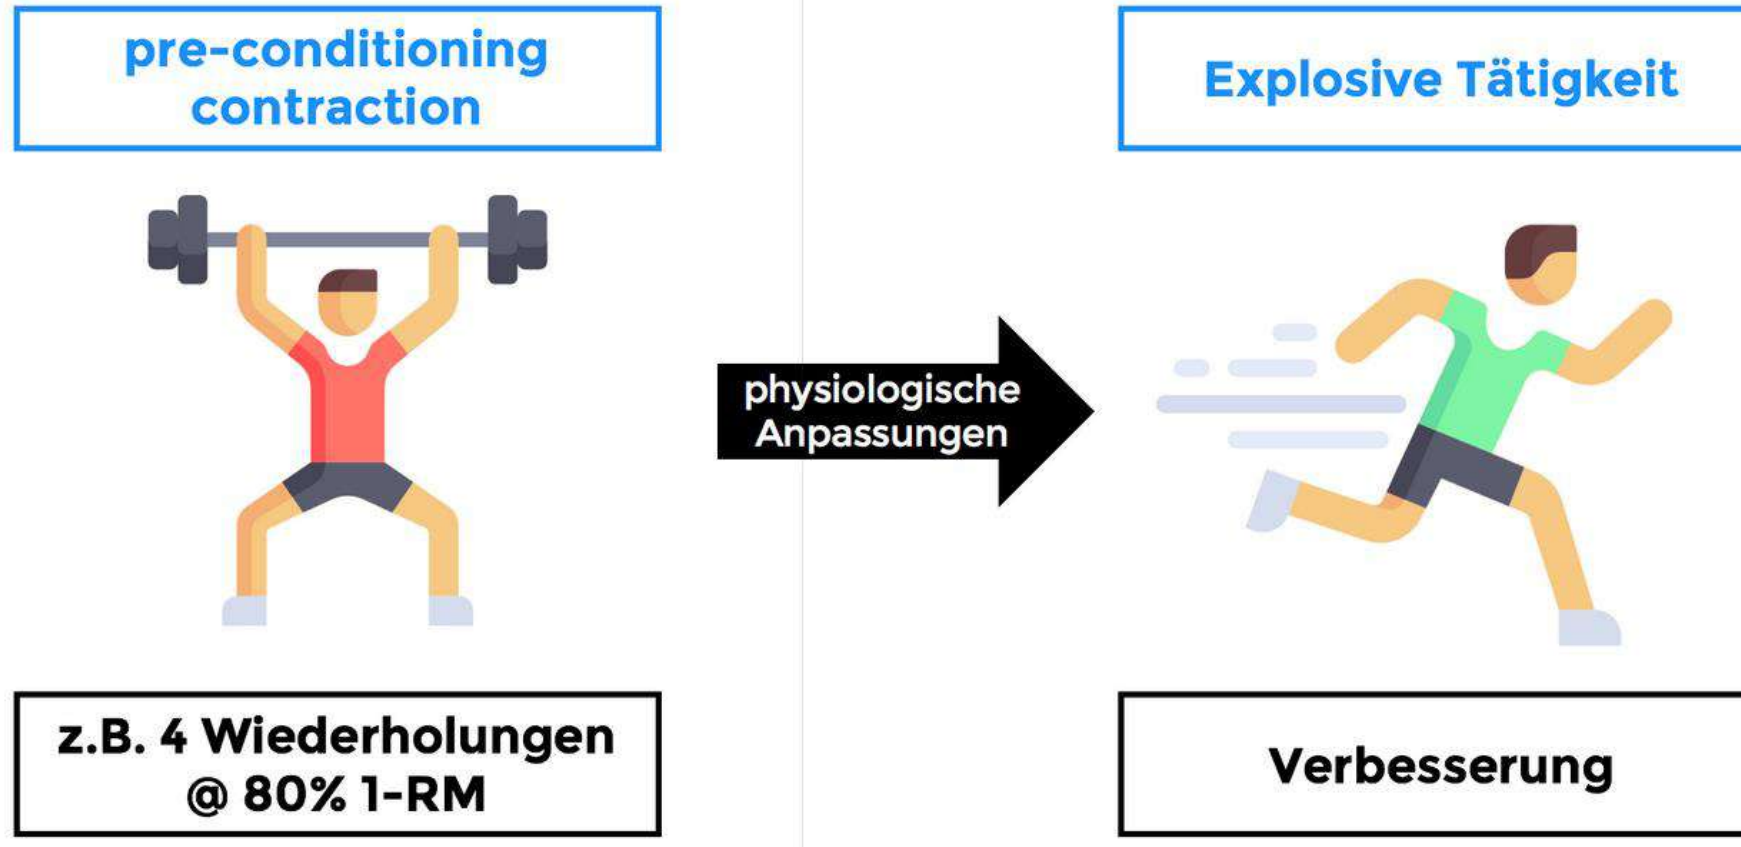 pre-conditioning
contraction
Explosive Tätigkeit
physiologische
Anpassungen
z.B. 4 Wiederholungen
@ 80% 1-RM
Verbesserung